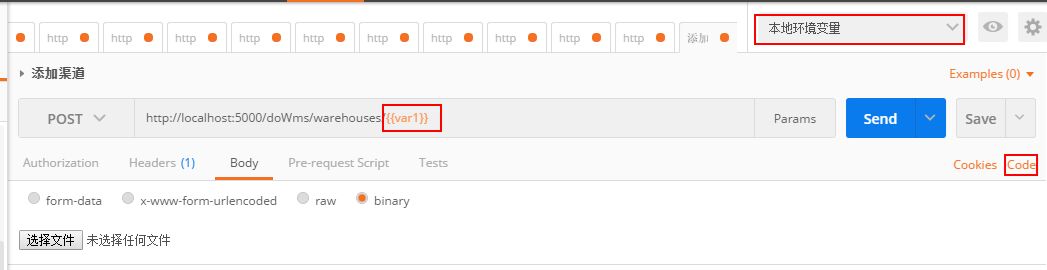 http http http http http http http http http http 添加
本地环境变量
添加渠道
Examples (0)
POST http://localhost:5000/doWms/warehouses/{{var1}} Params Send Save
Authorization Headers (1) Body Pre-request Script Tests Cookies Code
form-data x-www-form-urlencoded raw binary
选择文件 未选择任何文件